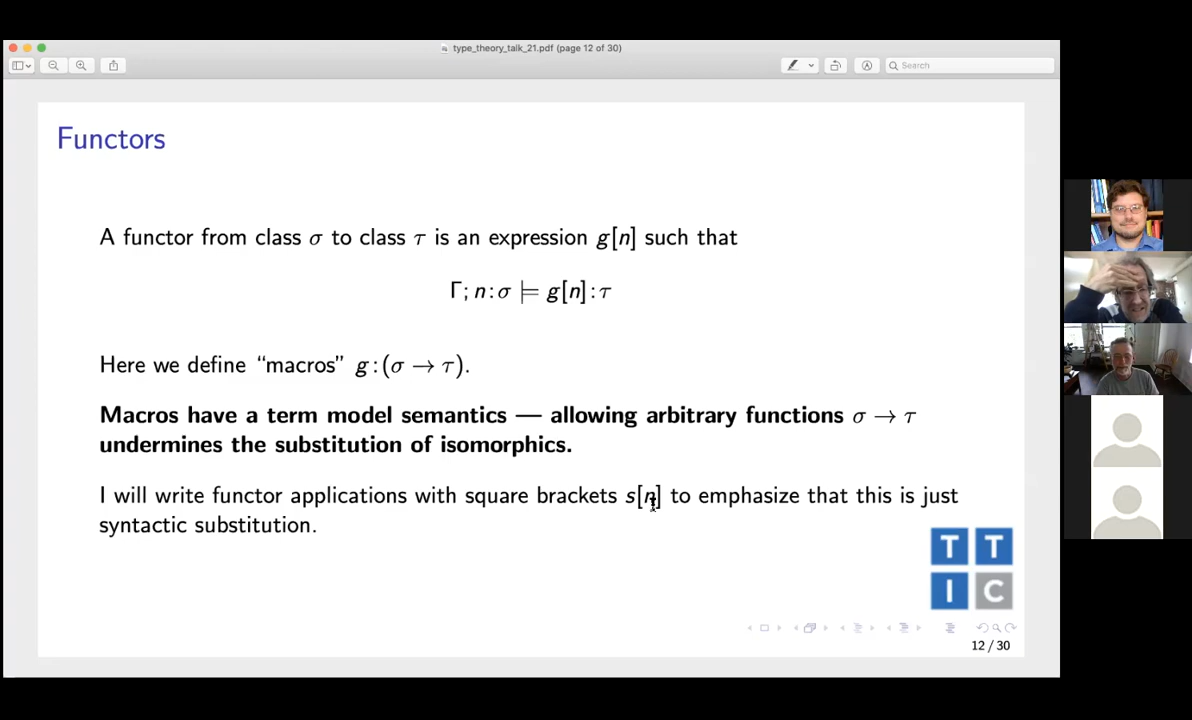 type_theory_talk_21.pdf (page 12 of 30)
Search
Functors
A functor from class σ to class τ is an expression g[n] such that
Γ; n:σ ⊨ g[n]:τ
Here we define “macros” g:(σ → τ).
Macros have a term model semantics — allowing arbitrary functions σ → τ
undermines the substitution of isomorphics.
I will write functor applications with square brackets s[n] to emphasize that this is just
syntactic substitution.
T T
I C
12 / 30